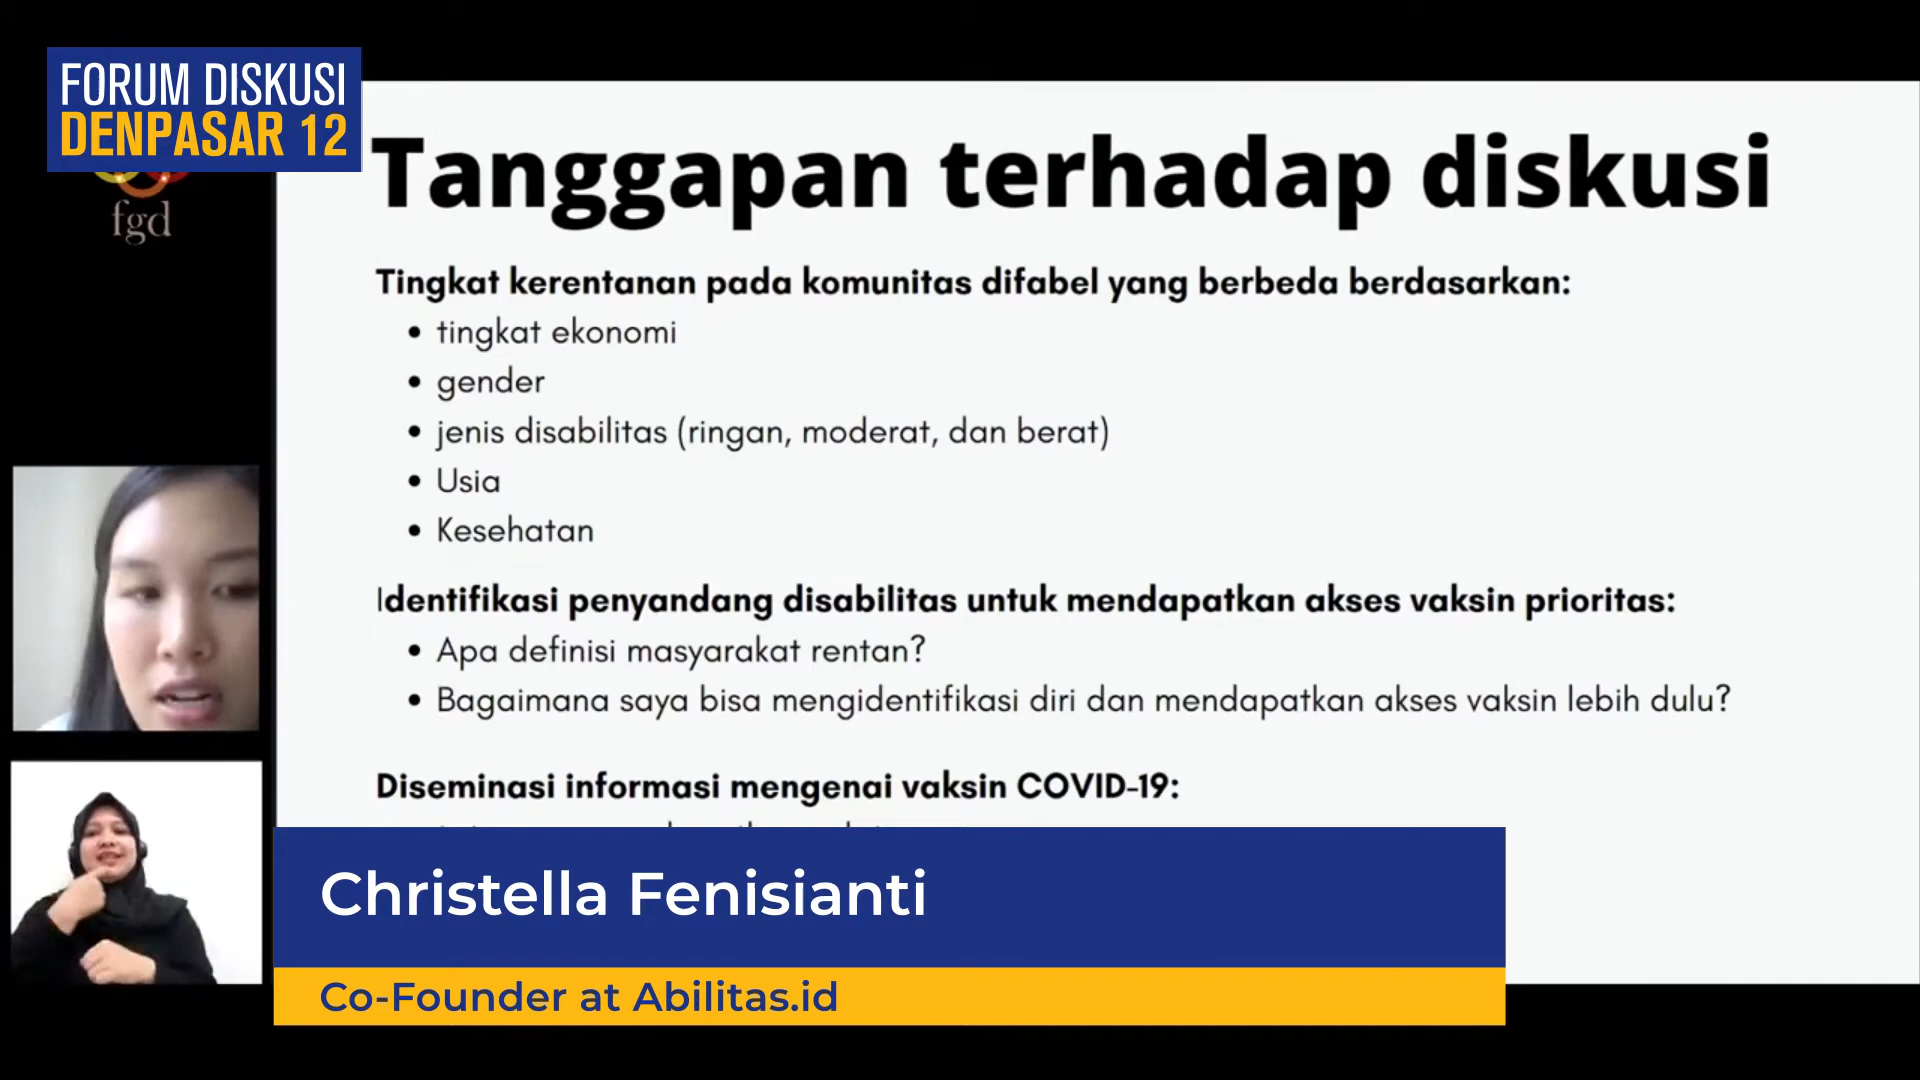 FORUM DISKUSI
DENPASAR 12
fgd
Tanggapan terhadap diskusi
Tingkat kerentanan pada komunitas difabel yang berbeda berdasarkan:
• tingkat ekonomi
• gender
• jenis disabilitas (ringan, moderat, dan berat)
• Usia
• Kesehatan
Identifikasi penyandang disabilitas untuk mendapatkan akses vaksin prioritas:
• Apa definisi masyarakat rentan?
• Bagaimana saya bisa mengidentifikasi diri dan mendapatkan akses vaksin lebih dulu?
Diseminasi informasi mengenai vaksin COVID-19:
Christella Fenisianti
Co-Founder at Abilitas.id